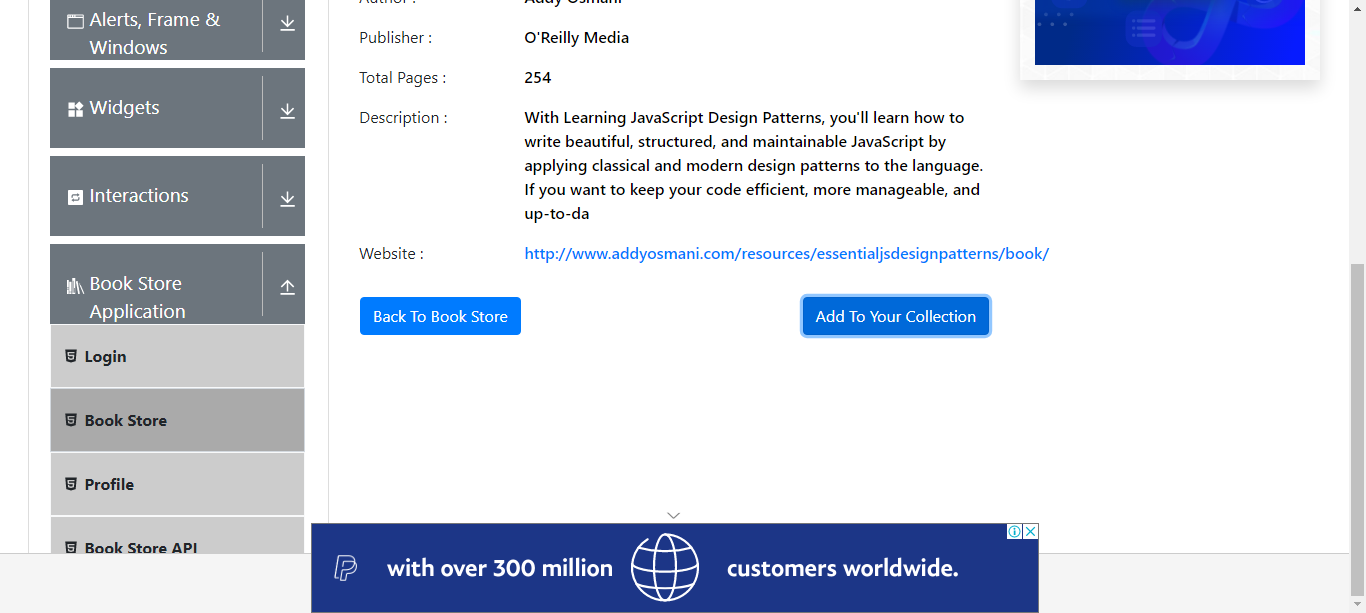 Alerts, Frame &
Windows
Widgets
Interactions
Book Store
Application
Login
Book Store
Profile
Book Store API
Author : Addy Osmani
Publisher : O'Reilly Media
Total Pages : 254
Description : With Learning JavaScript Design Patterns, you'll learn how to
write beautiful, structured, and maintainable JavaScript by
applying classical and modern design patterns to the language.
If you want to keep your code efficient, more manageable, and
up-to-da
Website : http://www.addyosmani.com/resources/essentialjsdesignpatterns/book/
Back To Book Store Add To Your Collection
with over 300 million customers worldwide.